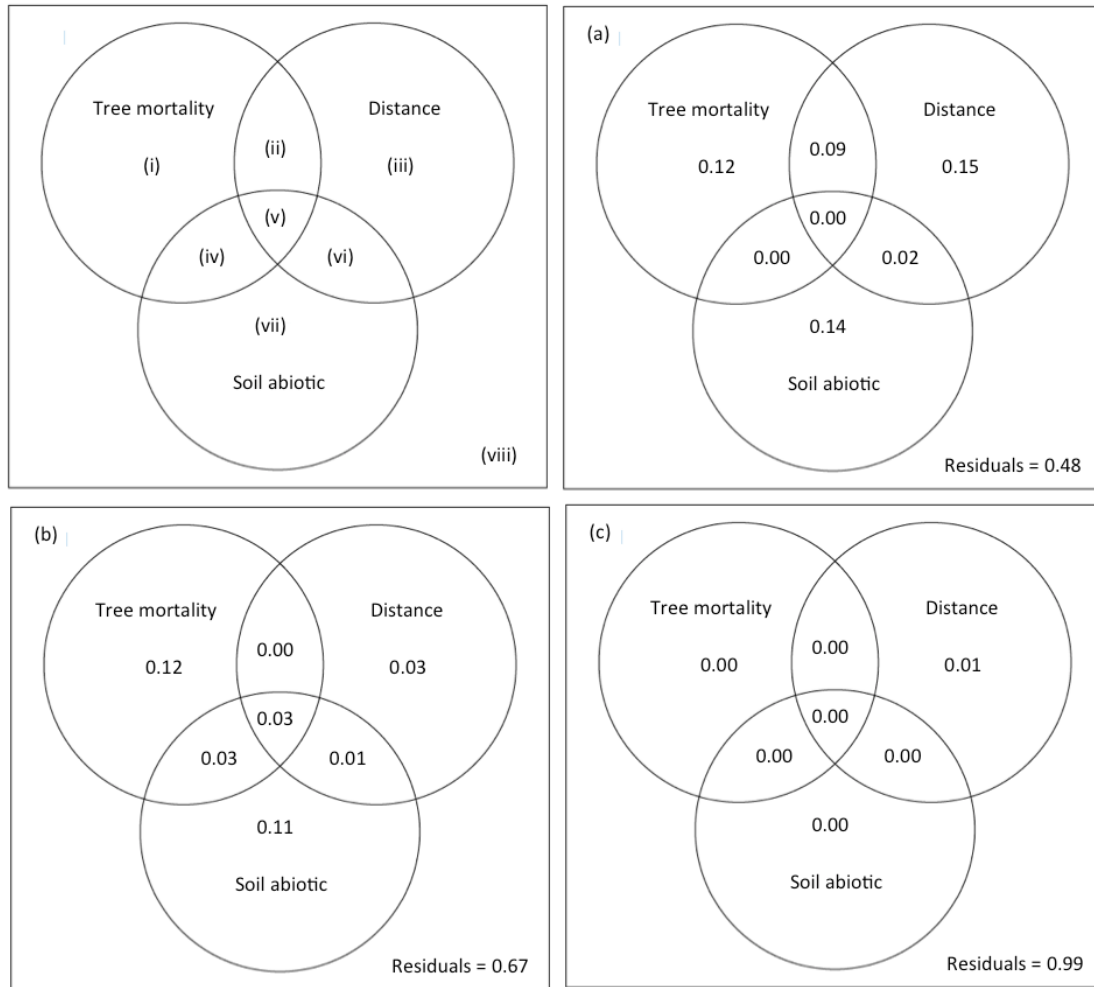 Tree mortality Distance
(i) (ii) (iii)
(v)
(iv) (vi)
(vii)
Soil abiotic
(viii)
(a)
Tree mortality Distance
0.12 0.09 0.15
0.00
0.00 0.02
0.14
Soil abiotic
Residuals = 0.48
(b)
Tree mortality Distance
0.12 0.00 0.03
0.03
0.03 0.01
0.11
Soil abiotic
Residuals = 0.67
(c)
Tree mortality Distance
0.00 0.00 0.01
0.00
0.00 0.00
0.00
Soil abiotic
Residuals = 0.99